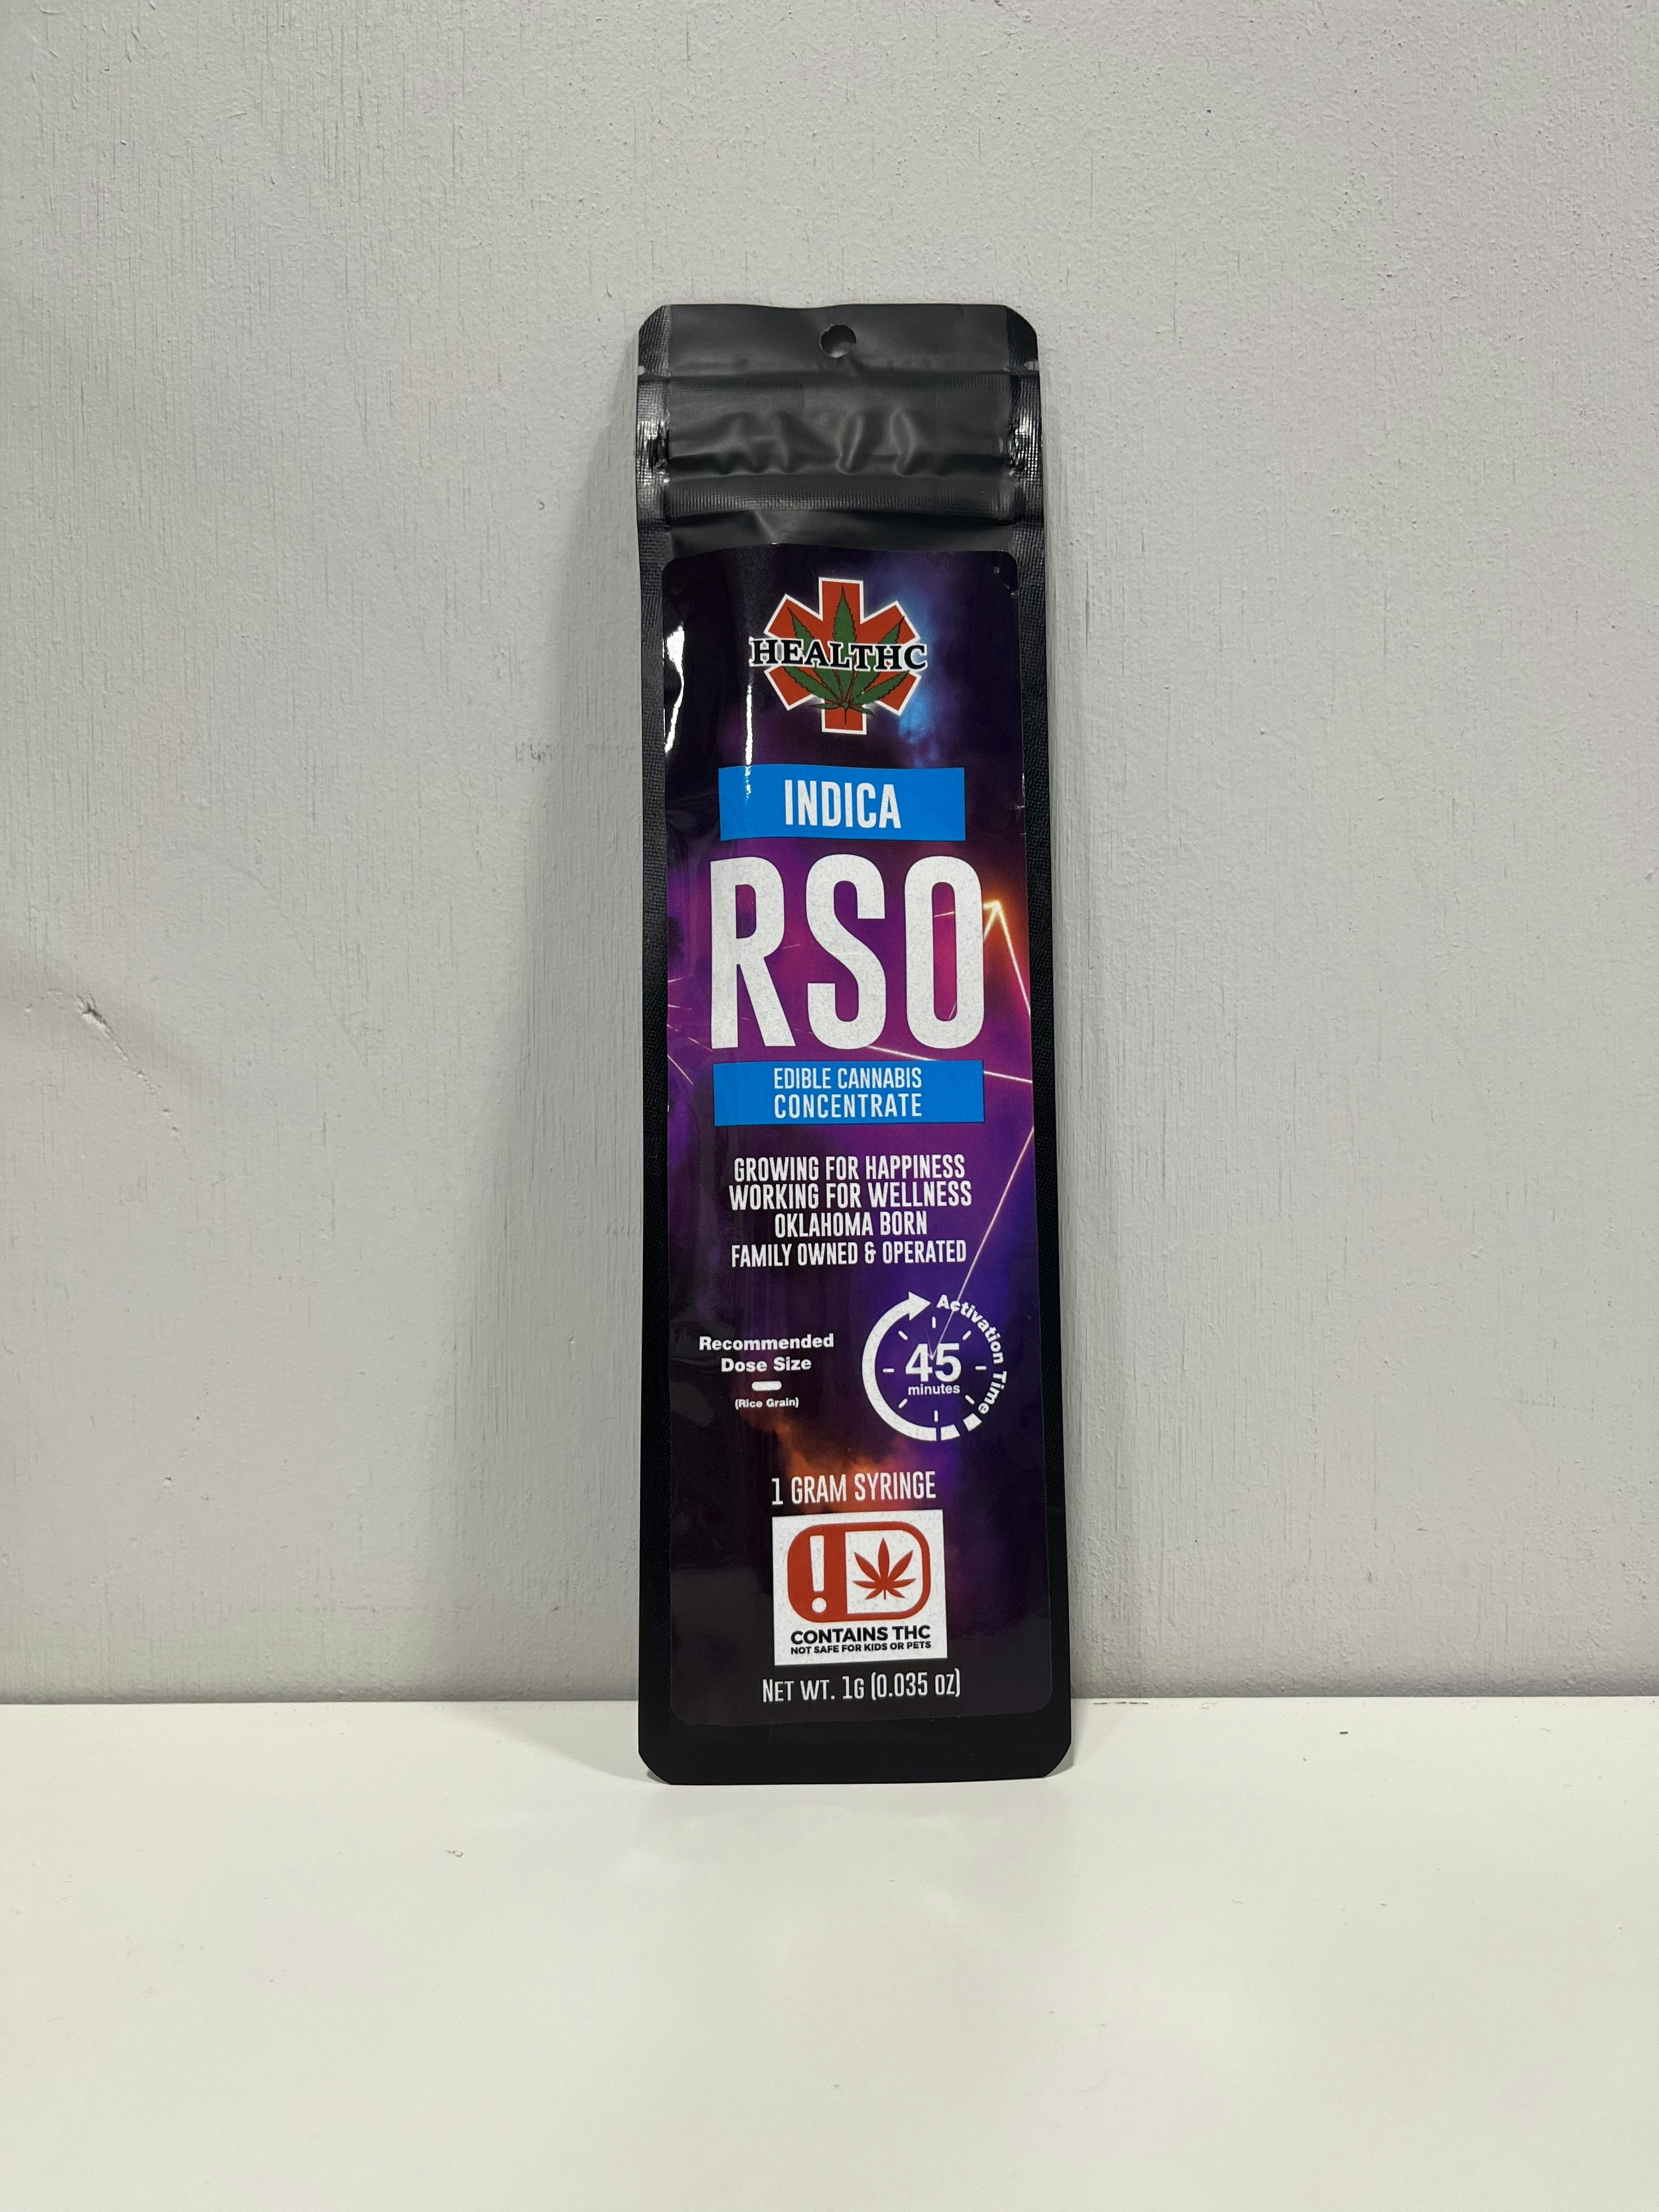 HEALTHC
INDICA
RSO
EDIBLE CANNABIS
CONCENTRATE
GROWING FOR HAPPINESS
WORKING FOR WELLNESS
OKLAHOMA BORN
FAMILY OWNED & OPERATED
Recommended
Dose Size
(Rice Grain)
Activation Time
45
minutes
1 GRAM SYRINGE
!
CONTAINS THC
NOT SAFE FOR KIDS OR PETS
NET WT. 1G (0.035 OZ)